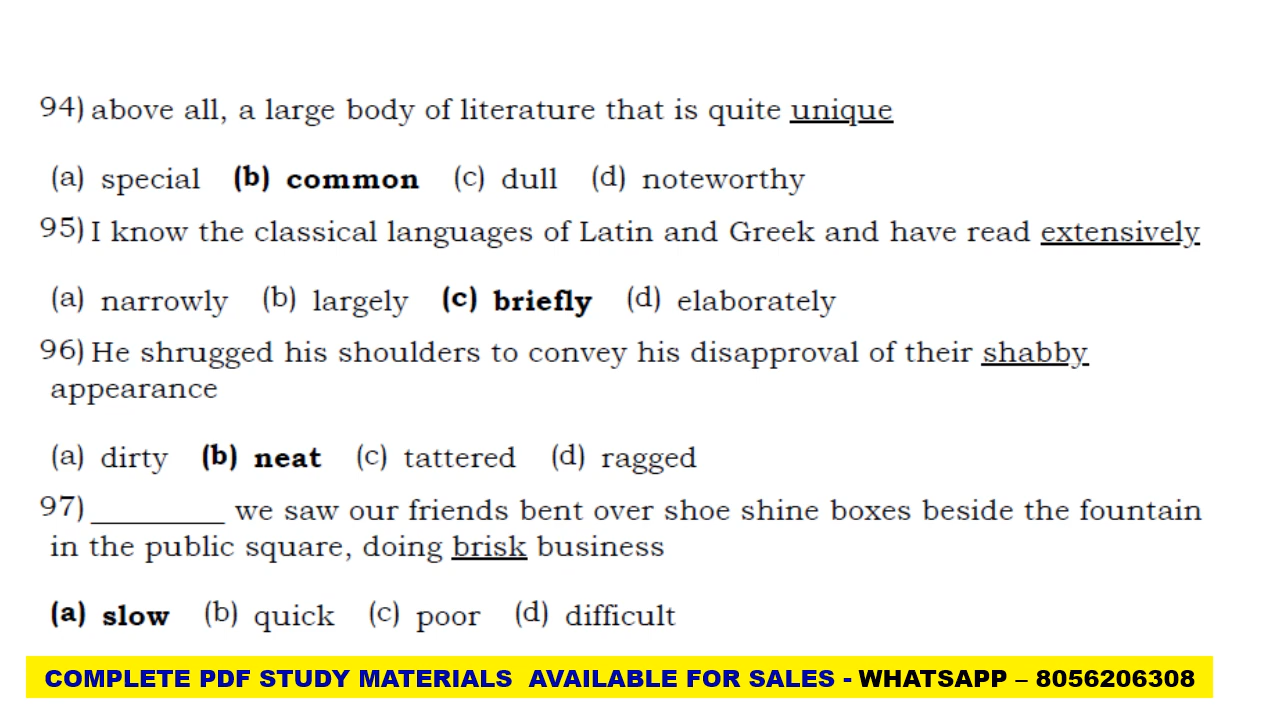 94) above all, a large body of literature that is quite unique
(a) special (b) common (c) dull (d) noteworthy
95) I know the classical languages of Latin and Greek and have read extensively
(a) narrowly (b) largely (c) briefly (d) elaborately
96) He shrugged his shoulders to convey his disapproval of their shabby
appearance
(a) dirty (b) neat (c) tattered (d) ragged
97) _________ we saw our friends bent over shoe shine boxes beside the fountain
in the public square, doing brisk business
(a) slow (b) quick (c) poor (d) difficult
COMPLETE PDF STUDY MATERIALS AVAILABLE FOR SALES - WHATSAPP – 8056206308